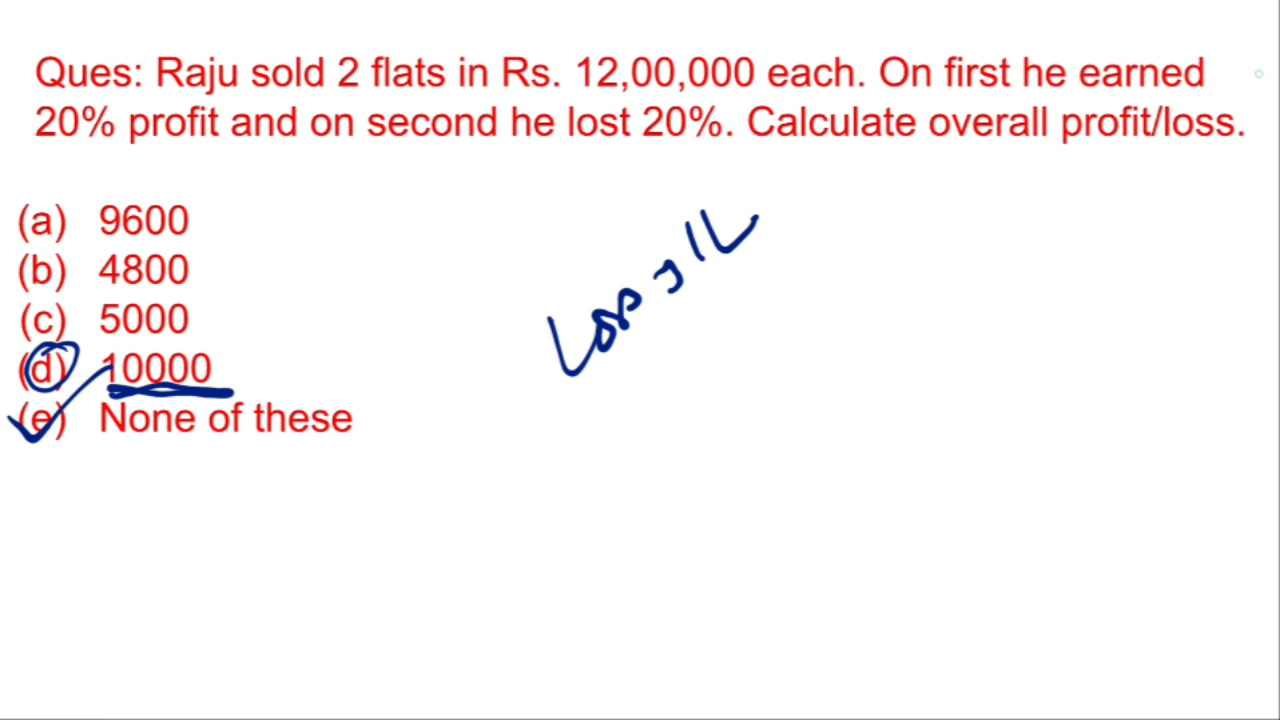 Ques: Raju sold 2 flats in Rs. 12,00,000 each. On first he earned
20% profit and on second he lost 20%. Calculate overall profit/loss.
(a) 9600
(b) 4800
(c) 5000
(d) 10000
(e) None of these
Loss